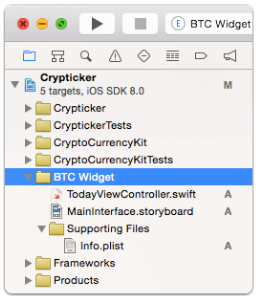 E BTC Widget
Crypticker
5 targets, iOS SDK 8.0 M
Crypticker
CryptickerTests
CryptoCurrencyKit
CryptoCurrencyKitTests
BTC Widget
TodayViewController.swift A
MainInterface.storyboard A
Supporting Files
Info.plist A
Frameworks
Products